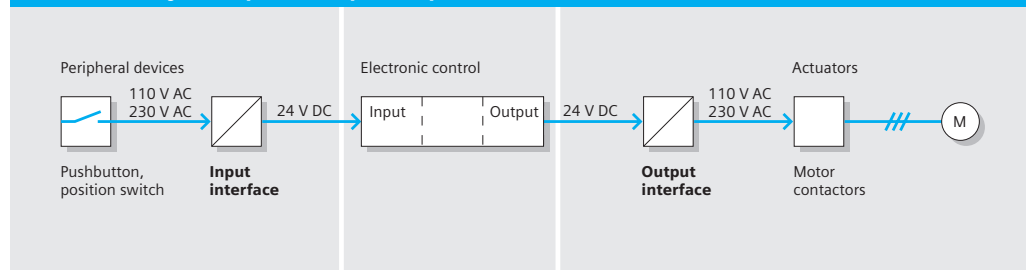 Peripheral devices
110 V AC
230 V AC
24 V DC
Pushbutton,
position switch
Input
interface
Electronic control
Input
Output
24 V DC
Output
interface
110 V AC
230 V AC
Actuators
Motor
contactors
M